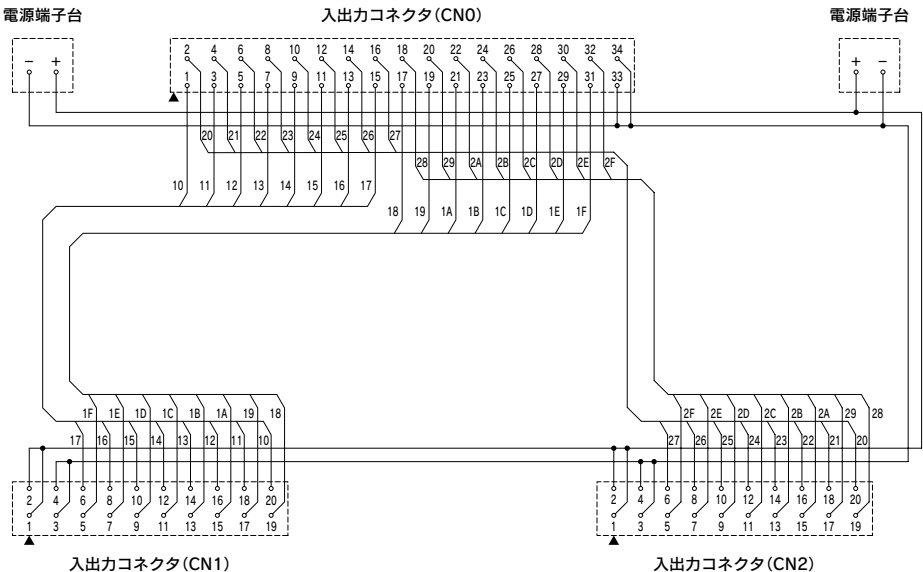 電源端子台
入出力コネクタ(CN0)
電源端子台
− +
2 4 6 8 10 12 14 16 18 20 22 24 26 28 30 32 34
+ −
1 3 5 7 9 11 13 15 17 19 21 23 25 27 29 31 33
20 21 22 23 24 25 26 27
28 29 2A 2B 2C 2D 2E 2F
10 11 12 13 14 15 16 17
18 19 1A 1B 1C 1D 1E 1F
1F 1E 1D 1C 1B 1A 19 18
2F 2E 2D 2C 2B 2A 29 28
17 16 15 14 13 12 11 10
27 26 25 24 23 22 21 20
2 4 6 8 10 12 14 16 18 20
2 4 6 8 10 12 14 16 18 20
1 3 5 7 9 11 13 15 17 19
1 3 5 7 9 11 13 15 17 19
入出力コネクタ(CN1)
入出力コネクタ(CN2)